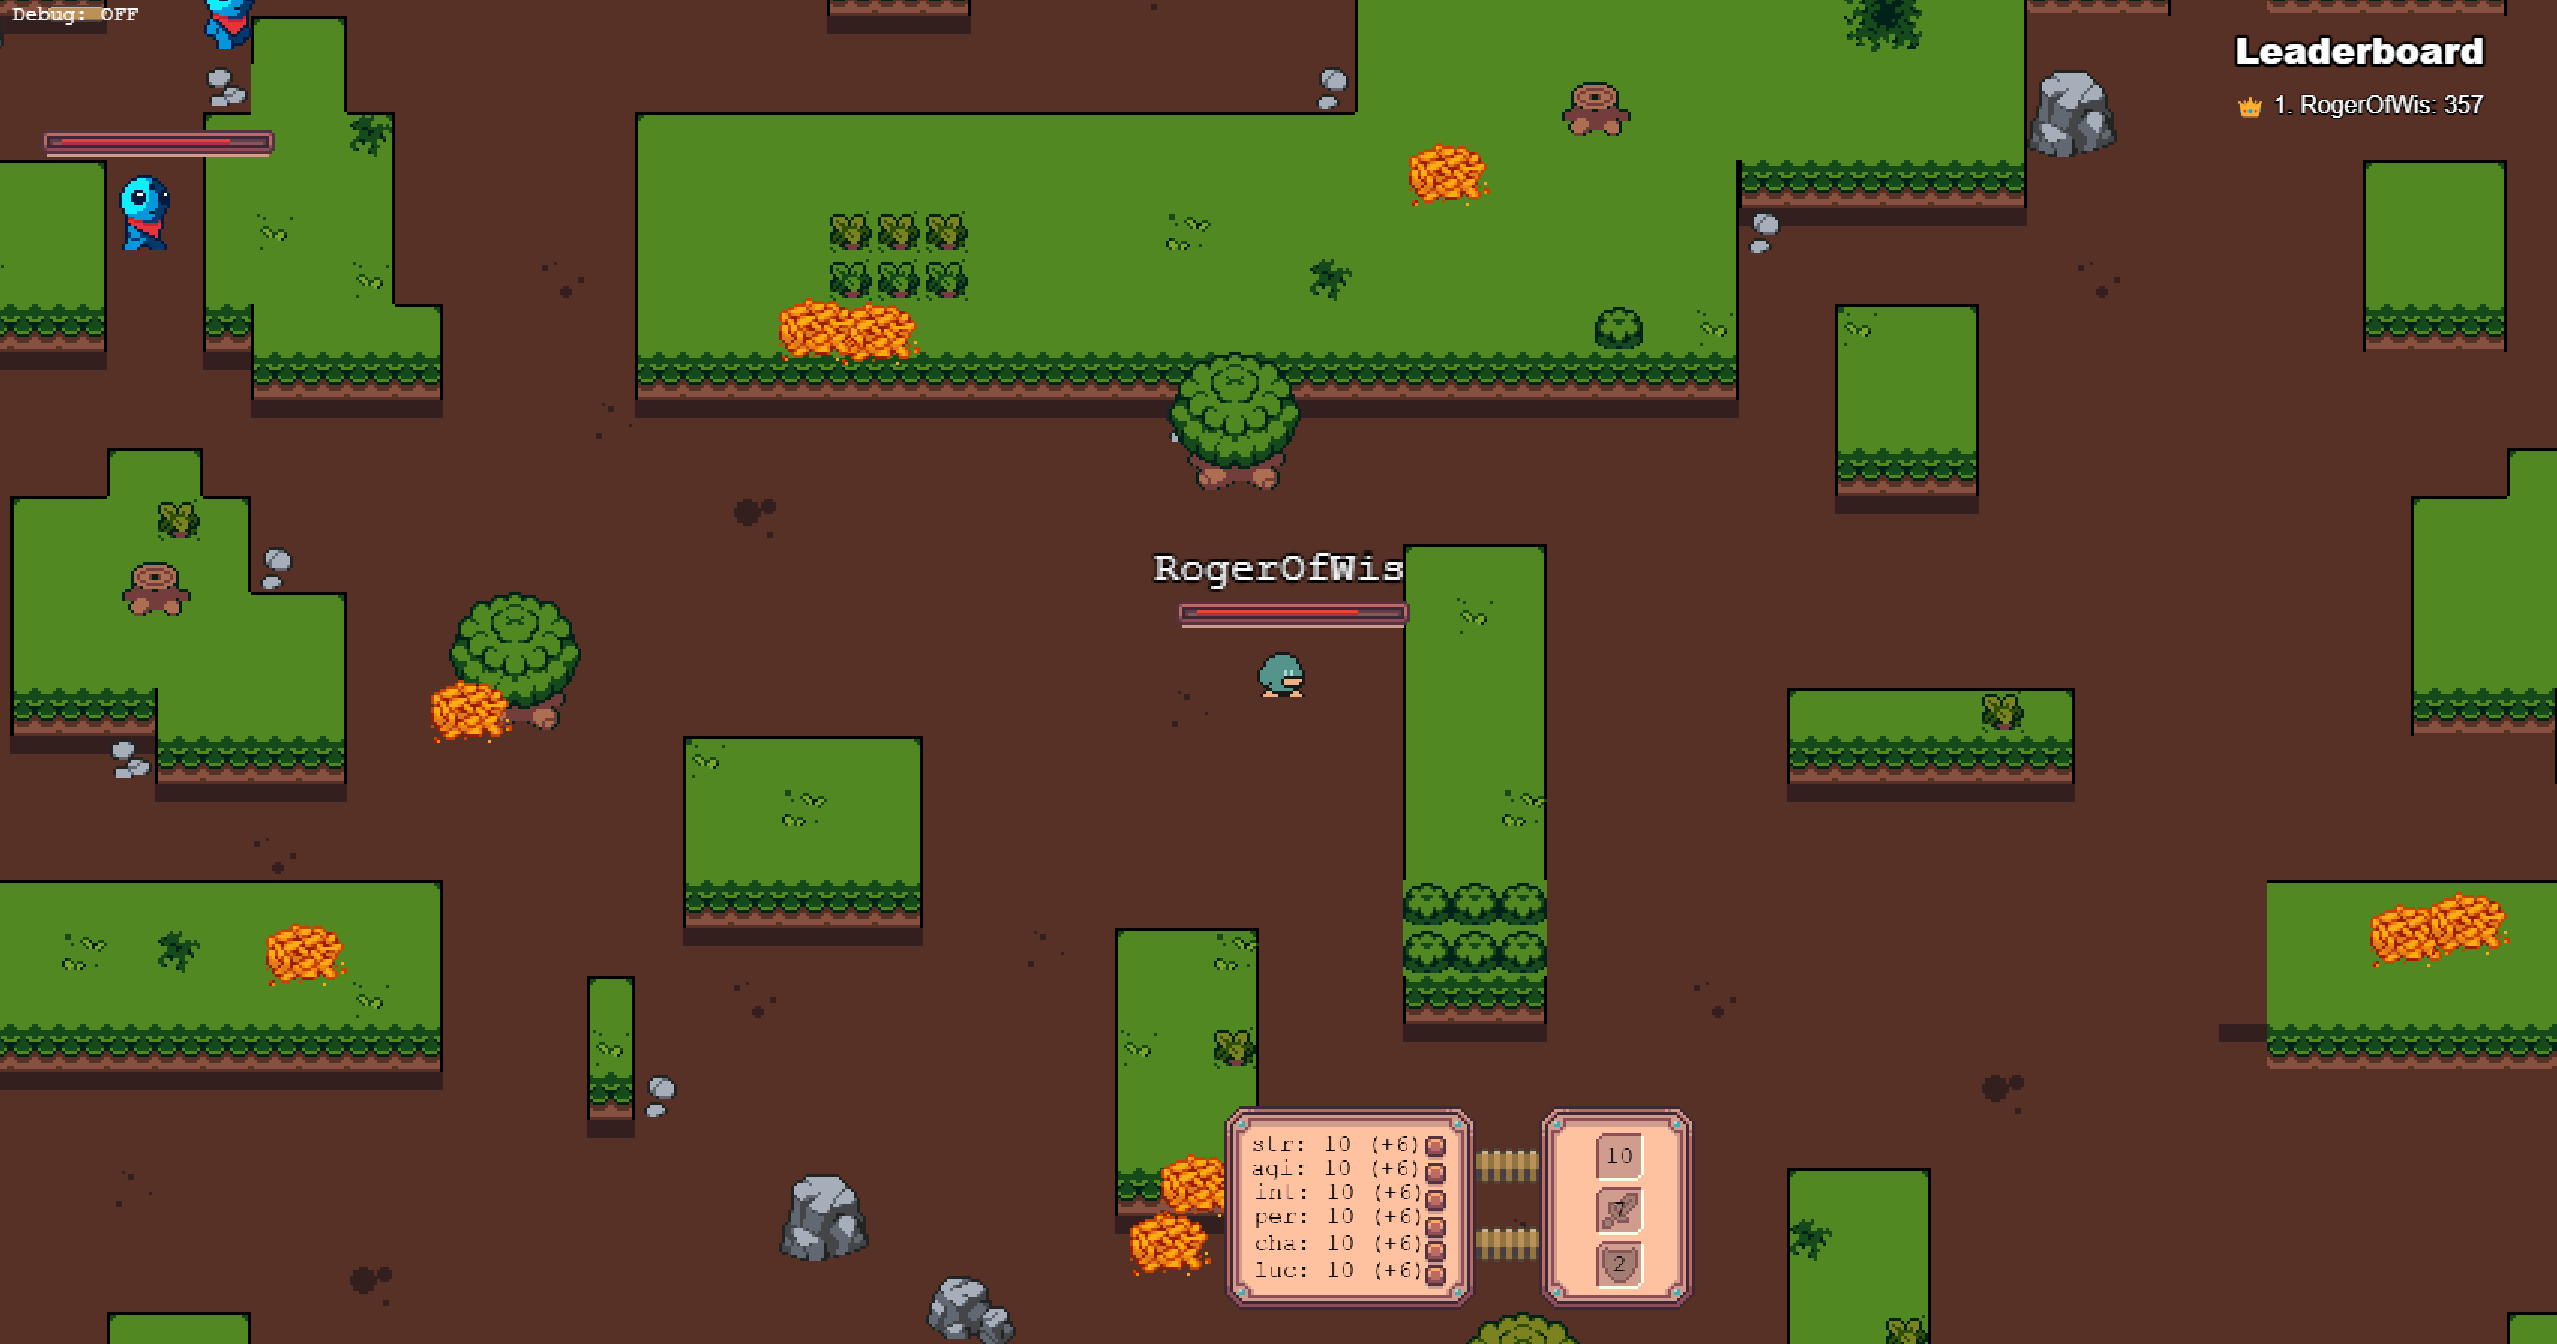 Debug: OFF
Leaderboard
1. RogerOfWis: 357
RogerOfWis
str: 10 (+6)
agi: 10 (+6)
int: 10 (+6)
per: 10 (+6)
cha: 10 (+6)
luc: 10 (+6)
10
7
2